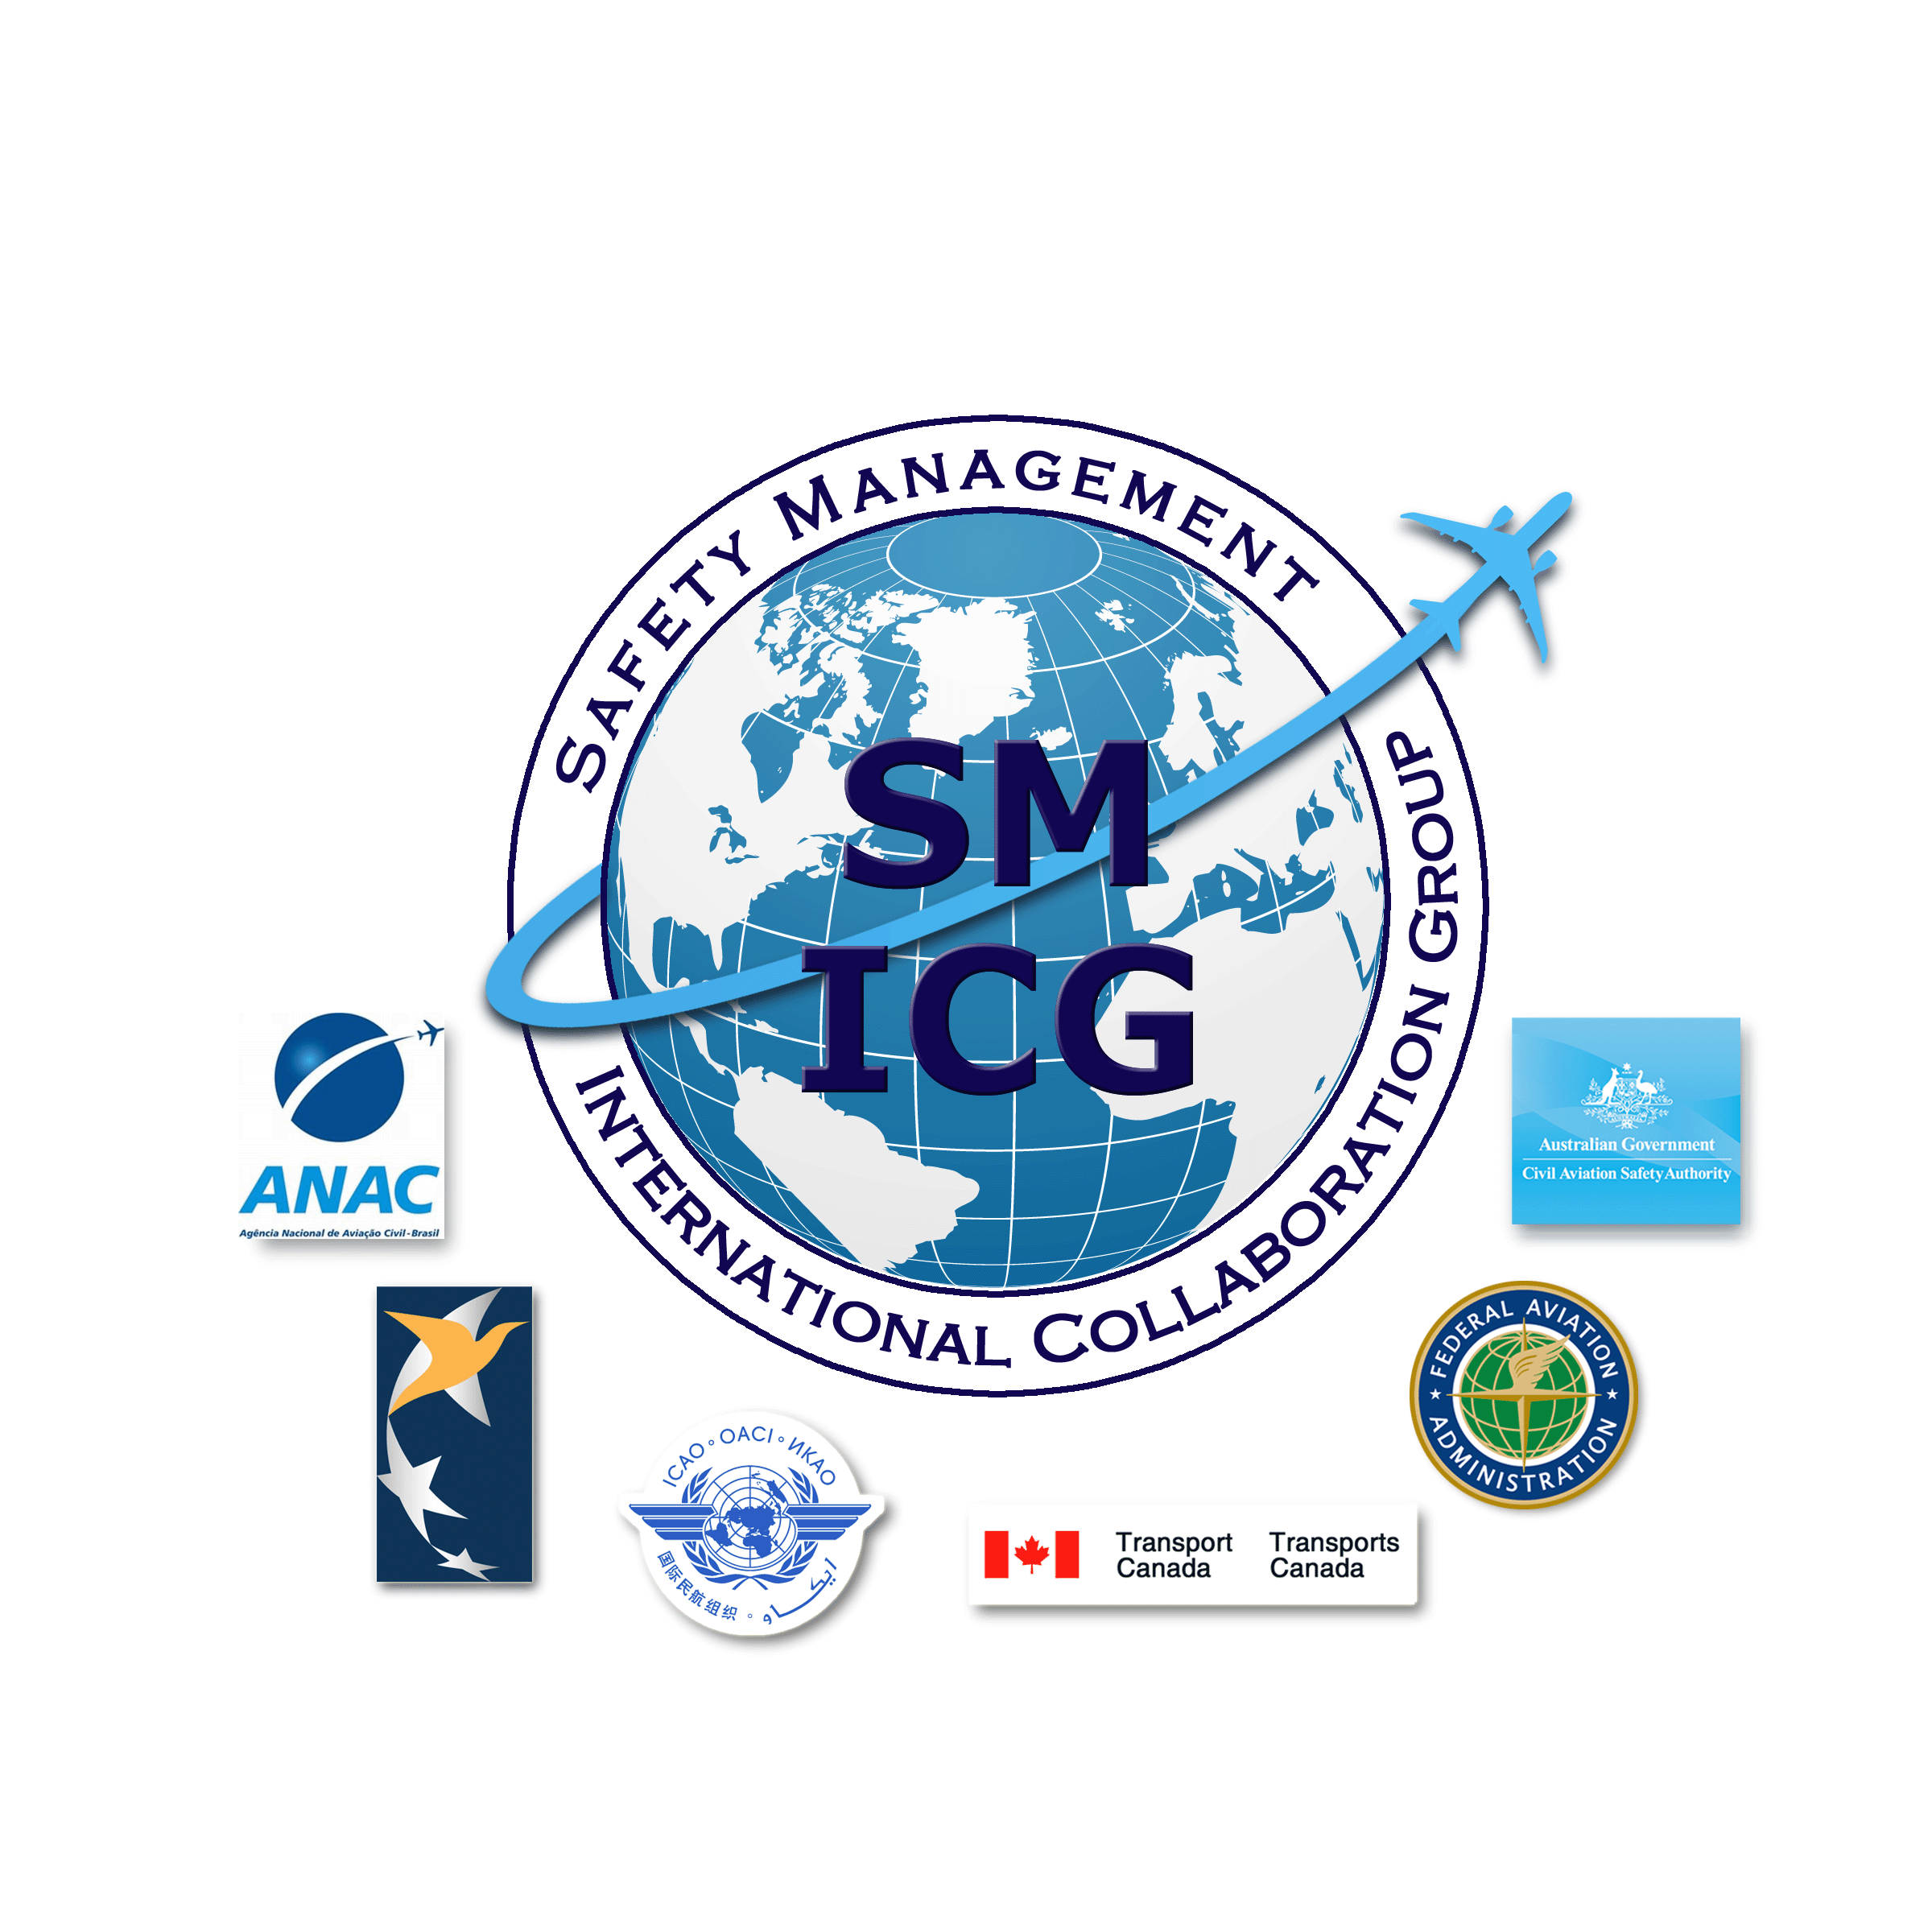 SAFETY MANAGEMENT
INTERNATIONAL COLLABORATION GROUP
SM
ICG
ANAC
Agência Nacional de Aviação Civil-Brasil
ICAO ◦ OACI ◦ ИКАО
国际民航组织 ◦ ايكاو
Transport
Canada
Transports
Canada
FEDERAL AVIATION
ADMINISTRATION
Australian Government
Civil Aviation Safety Authority